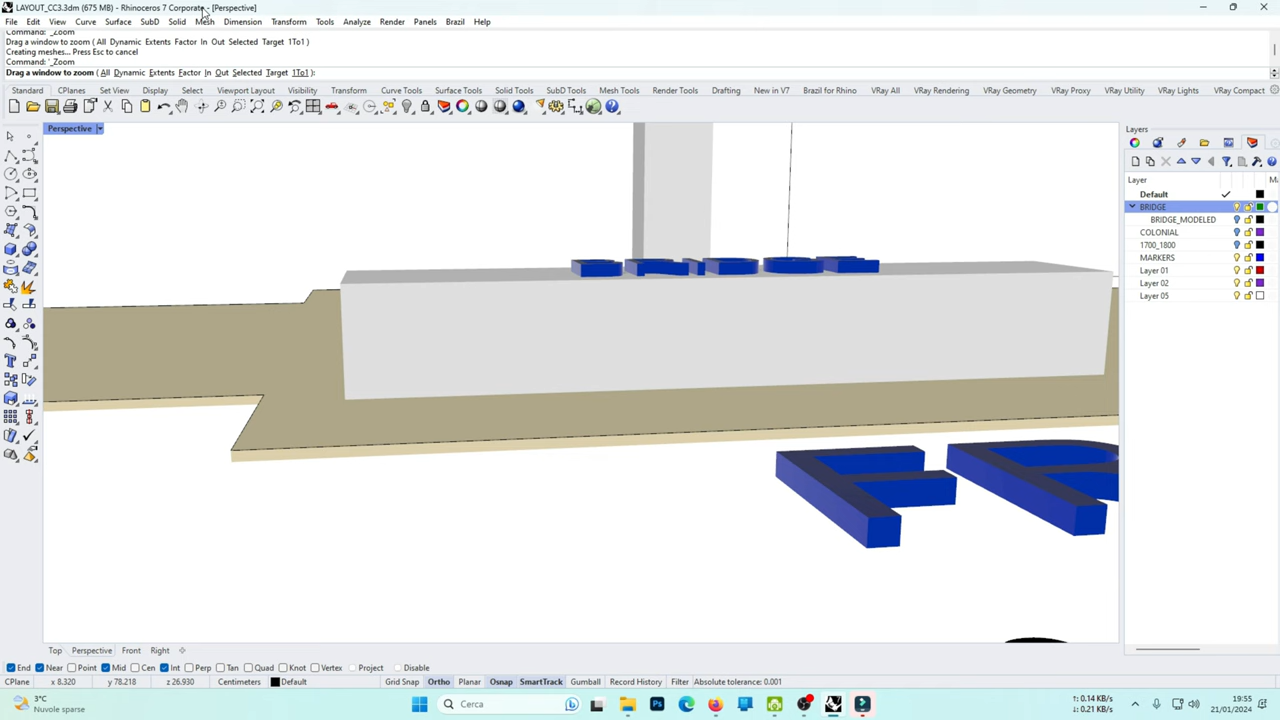 LAYOUT_CC3.3dm (675 MB) - Rhinoceros 7 Corporate - [Perspective]
File Edit View Curve Surface SubD Solid Mesh Dimension Transform Tools Analyze Render Panels Brazil Help
Command: '_Zoom
Drag a window to zoom ( All Dynamic Extents Factor In Out Selected Target 1To1 )
Creating meshes... Press Esc to cancel
Command: '_Zoom
Drag a window to zoom ( All Dynamic Extents Factor In Out Selected Target 1To1 ):
Standard CPlanes Set View Display Select Viewport Layout Visibility Transform Curve Tools Surface Tools Solid Tools SubD Tools Mesh Tools Render Tools Drafting New in V7 Brazil for Rhino VRay All VRay Rendering VRay Geometry VRay Proxy VRay Utility VRay Lights VRay Compact
Perspective
Layers
Layer M
Default
BRIDGE
BRIDGE_MODELED
COLONIAL
1700_1800
MARKERS
Layer 01
Layer 02
Layer 05
Top Perspective Front Right
End Near Point Mid Cen Int Perp Tan Quad Knot Vertex Project Disable
CPlane x 8.320 y 78.218 z 26.930 Centimeters Default Grid Snap Ortho Planar Osnap SmartTrack Gumball Record History Filter Absolute tolerance: 0.001
3°C
Nuvole sparse
Cerca
↑: 0.14 KB/s
↓: 0.21 KB/s
19:55
21/01/2024